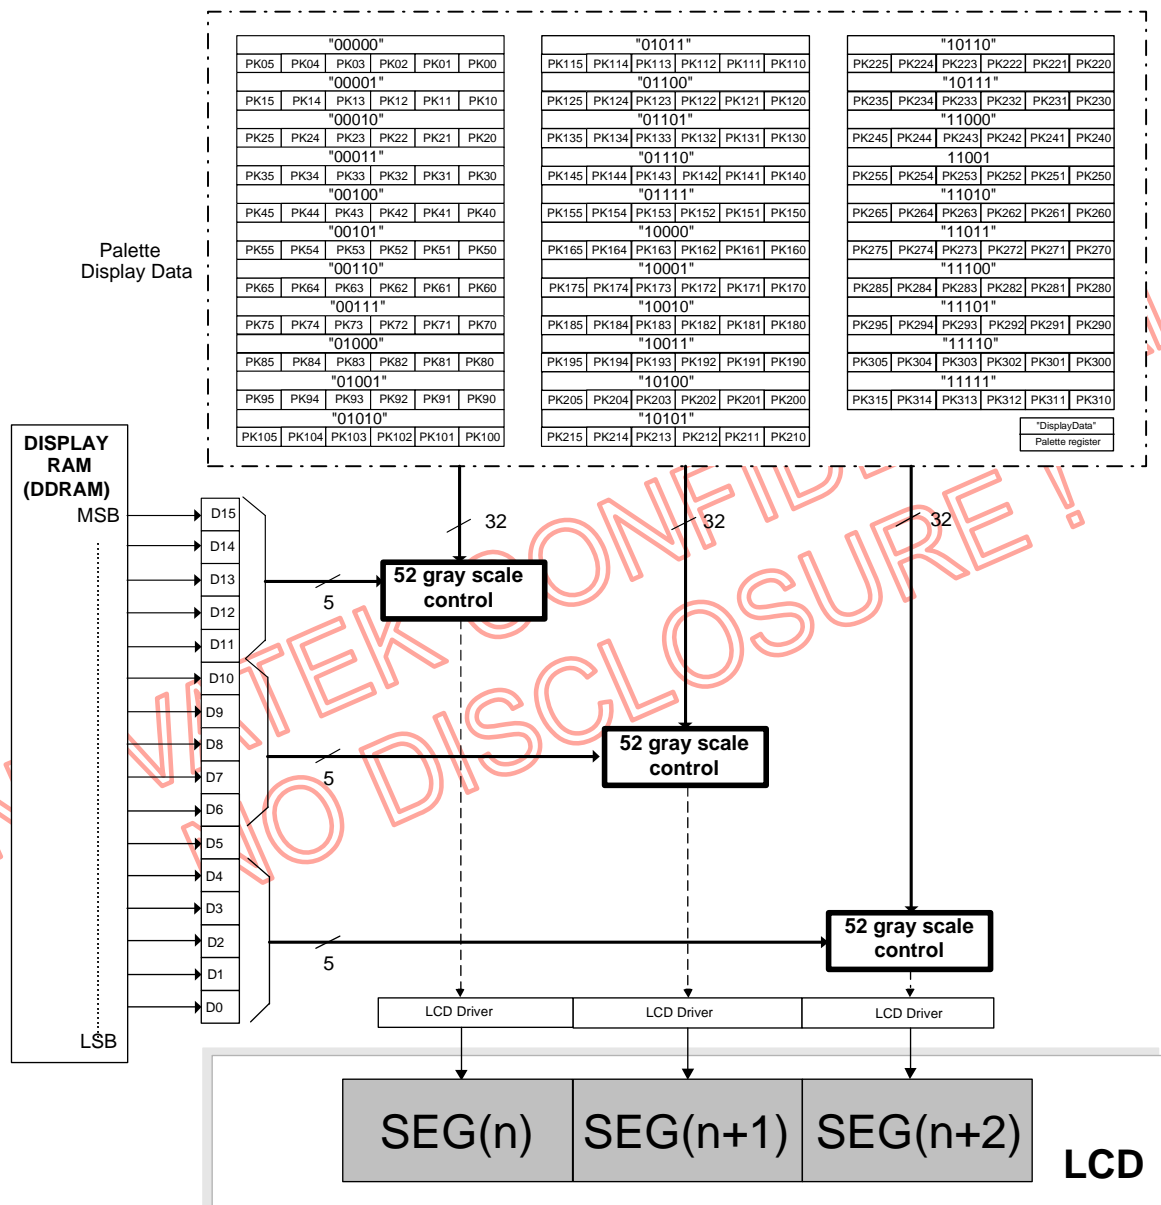 "00000" "01011" "10110"
PK05 PK04 PK03 PK02 PK01 PK00 PK115 PK114 PK113 PK112 PK111 PK110 PK225 PK224 PK223 PK222 PK221 PK220
"00001" "01100" "10111"
PK15 PK14 PK13 PK12 PK11 PK10 PK125 PK124 PK123 PK122 PK121 PK120 PK235 PK234 PK233 PK232 PK231 PK230
"00010" "01101" "11000"
PK25 PK24 PK23 PK22 PK21 PK20 PK135 PK134 PK133 PK132 PK131 PK130 PK245 PK244 PK243 PK242 PK241 PK240
"00011" "01110" 11001
PK35 PK34 PK33 PK32 PK31 PK30 PK145 PK144 PK143 PK142 PK141 PK140 PK255 PK254 PK253 PK252 PK251 PK250
"00100" "01111" "11010"
PK45 PK44 PK43 PK42 PK41 PK40 PK155 PK154 PK153 PK152 PK151 PK150 PK265 PK264 PK263 PK262 PK261 PK260
"00101" "10000" "11011"
PK55 PK54 PK53 PK52 PK51 PK50 PK165 PK164 PK163 PK162 PK161 PK160 PK275 PK274 PK273 PK272 PK271 PK270
"00110" "10001" "11100"
PK65 PK64 PK63 PK62 PK61 PK60 PK175 PK174 PK173 PK172 PK171 PK170 PK285 PK284 PK283 PK282 PK281 PK280
"00111" "10010" "11101"
PK75 PK74 PK73 PK72 PK71 PK70 PK185 PK184 PK183 PK182 PK181 PK180 PK295 PK294 PK293 PK292 PK291 PK290
"01000" "10011" "11110"
PK85 PK84 PK83 PK82 PK81 PK80 PK195 PK194 PK193 PK192 PK191 PK190 PK305 PK304 PK303 PK302 PK301 PK300
"01001" "10100" "11111"
PK95 PK94 PK93 PK92 PK91 PK90 PK205 PK204 PK203 PK202 PK201 PK200 PK315 PK314 PK313 PK312 PK311 PK310
"01010" "10101"
PK105 PK104 PK103 PK102 PK101 PK100 PK215 PK214 PK213 PK212 PK211 PK210
"DisplayData"
Palette register
Palette
Display Data
DISPLAY
RAM
(DDRAM)
MSB
LSB
D15
D14
D13
D12
D11
D10
D9
D8
D7
D6
D5
D4
D3
D2
D1
D0
32 32 32
5
52 gray scale
control
5
52 gray scale
control
5
52 gray scale
control
LCD Driver LCD Driver LCD Driver
SEG(n) SEG(n+1) SEG(n+2)
LCD
VATEK CONFID
NO DISCLOSURE !